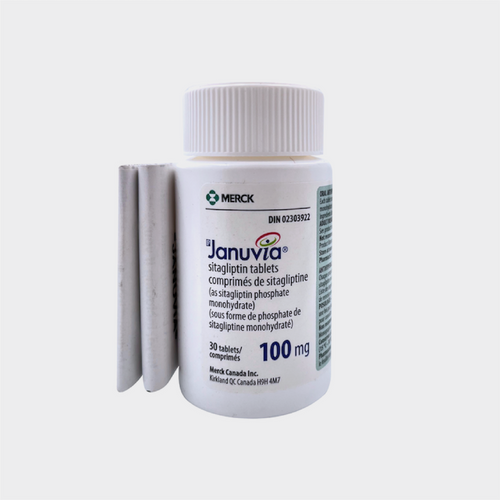 MERCK
DIN 02303922
PrJanuvia®
sitagliptin tablets
comprimés de sitagliptine
(as sitagliptin phosphate
monohydrate)
(sous forme de phosphate de
sitagliptine monohydraté)
30 tablets/
comprimés
100 mg
Merck Canada Inc.
Kirkland QC Canada H9H 4M7